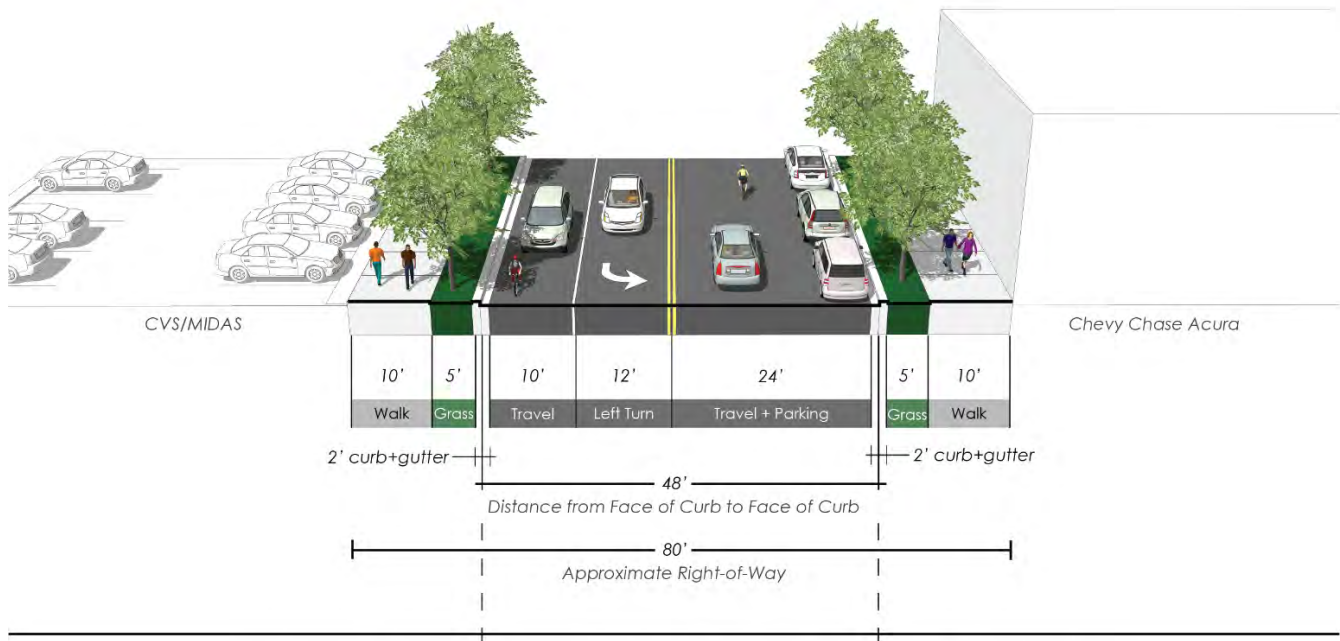 CVS/MIDAS
Chevy Chase Acura
10’ 5’ 10’ 12’ 24’ 5’ 10’
Walk Grass Travel Left Turn Travel + Parking Grass Walk
2’ curb+gutter 2’ curb+gutter
48’
Distance from Face of Curb to Face of Curb
80’
Approximate Right-of-Way